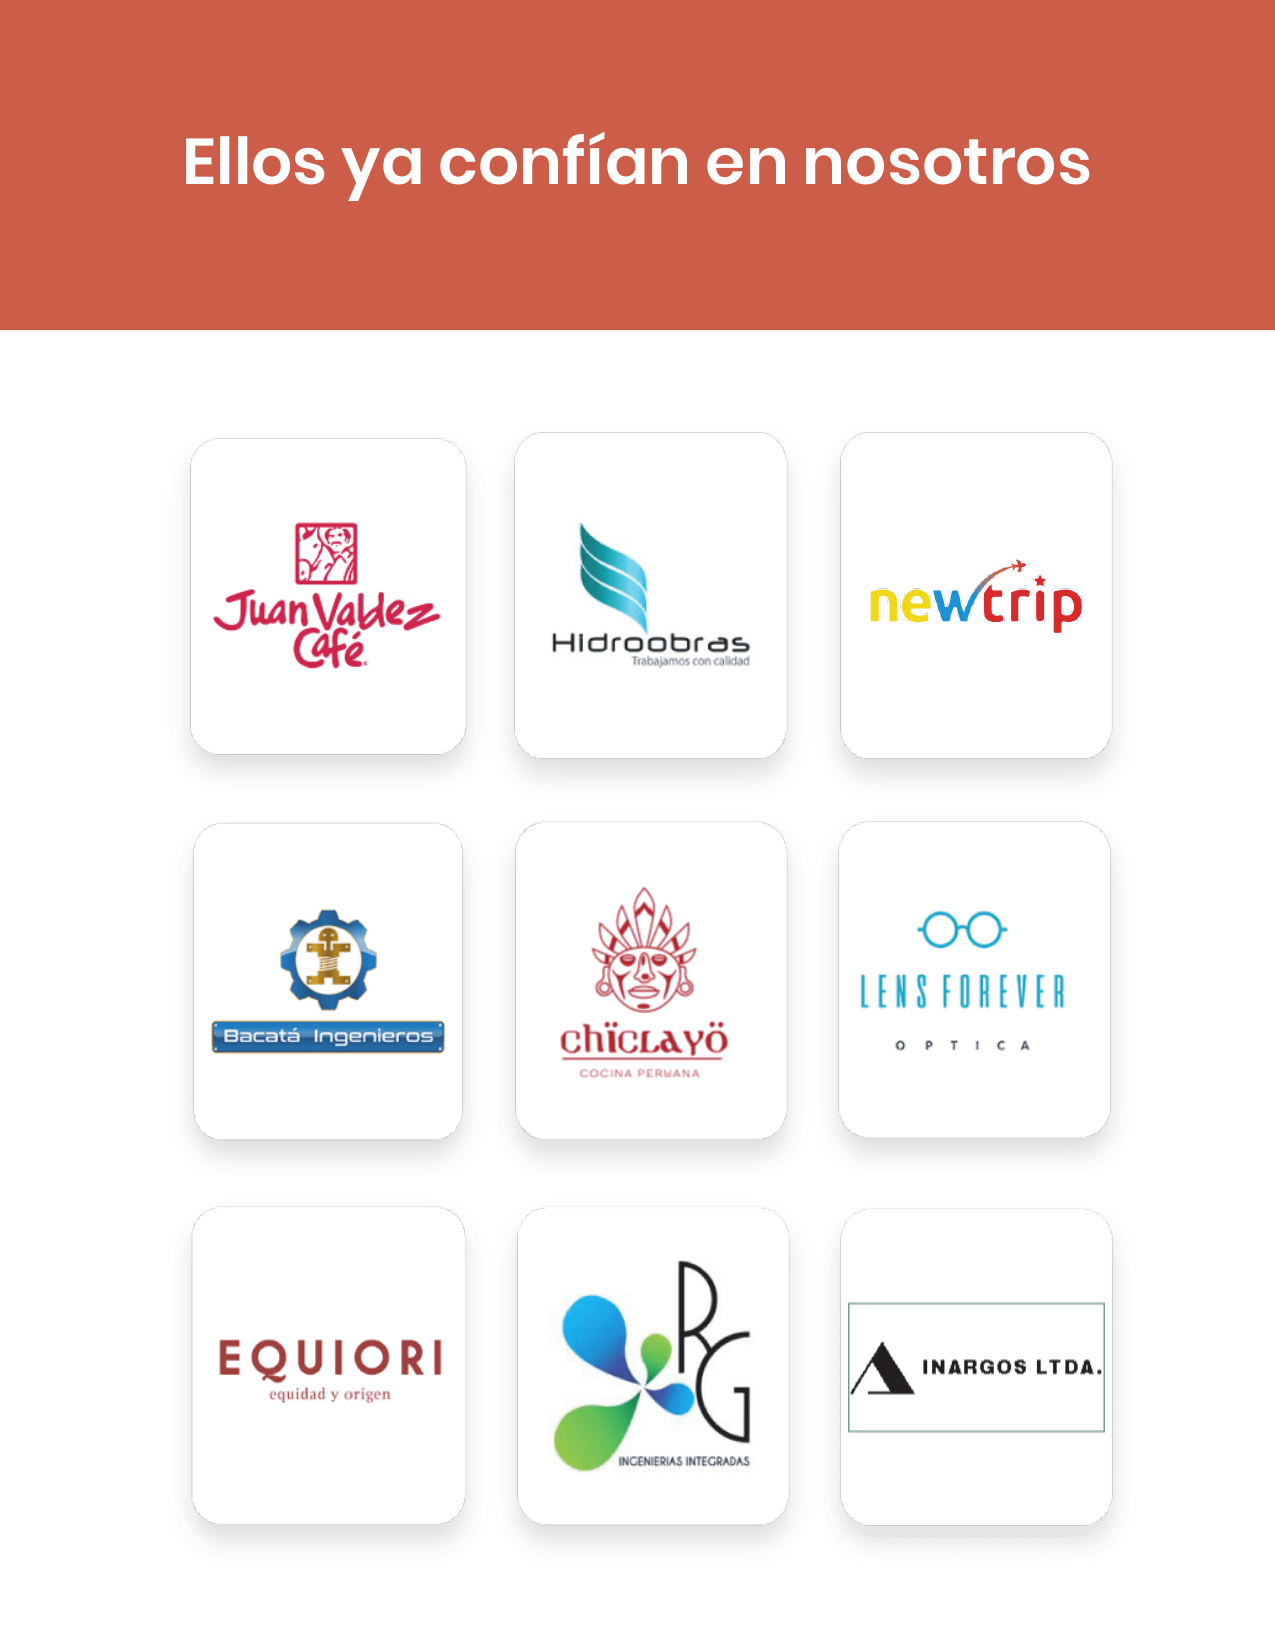 Ellos ya confían en nosotros
Juan Valdez
Café
Hidroobras
Trabajamos con calidad
newtrip
Bacatá Ingenieros
chïclayö
COCINA PERUANA
LENS FOREVER
OPTICA
EQUIORI
equidad y origen
RG
INGENIERIAS INTEGRADAS
INARGOS LTDA.